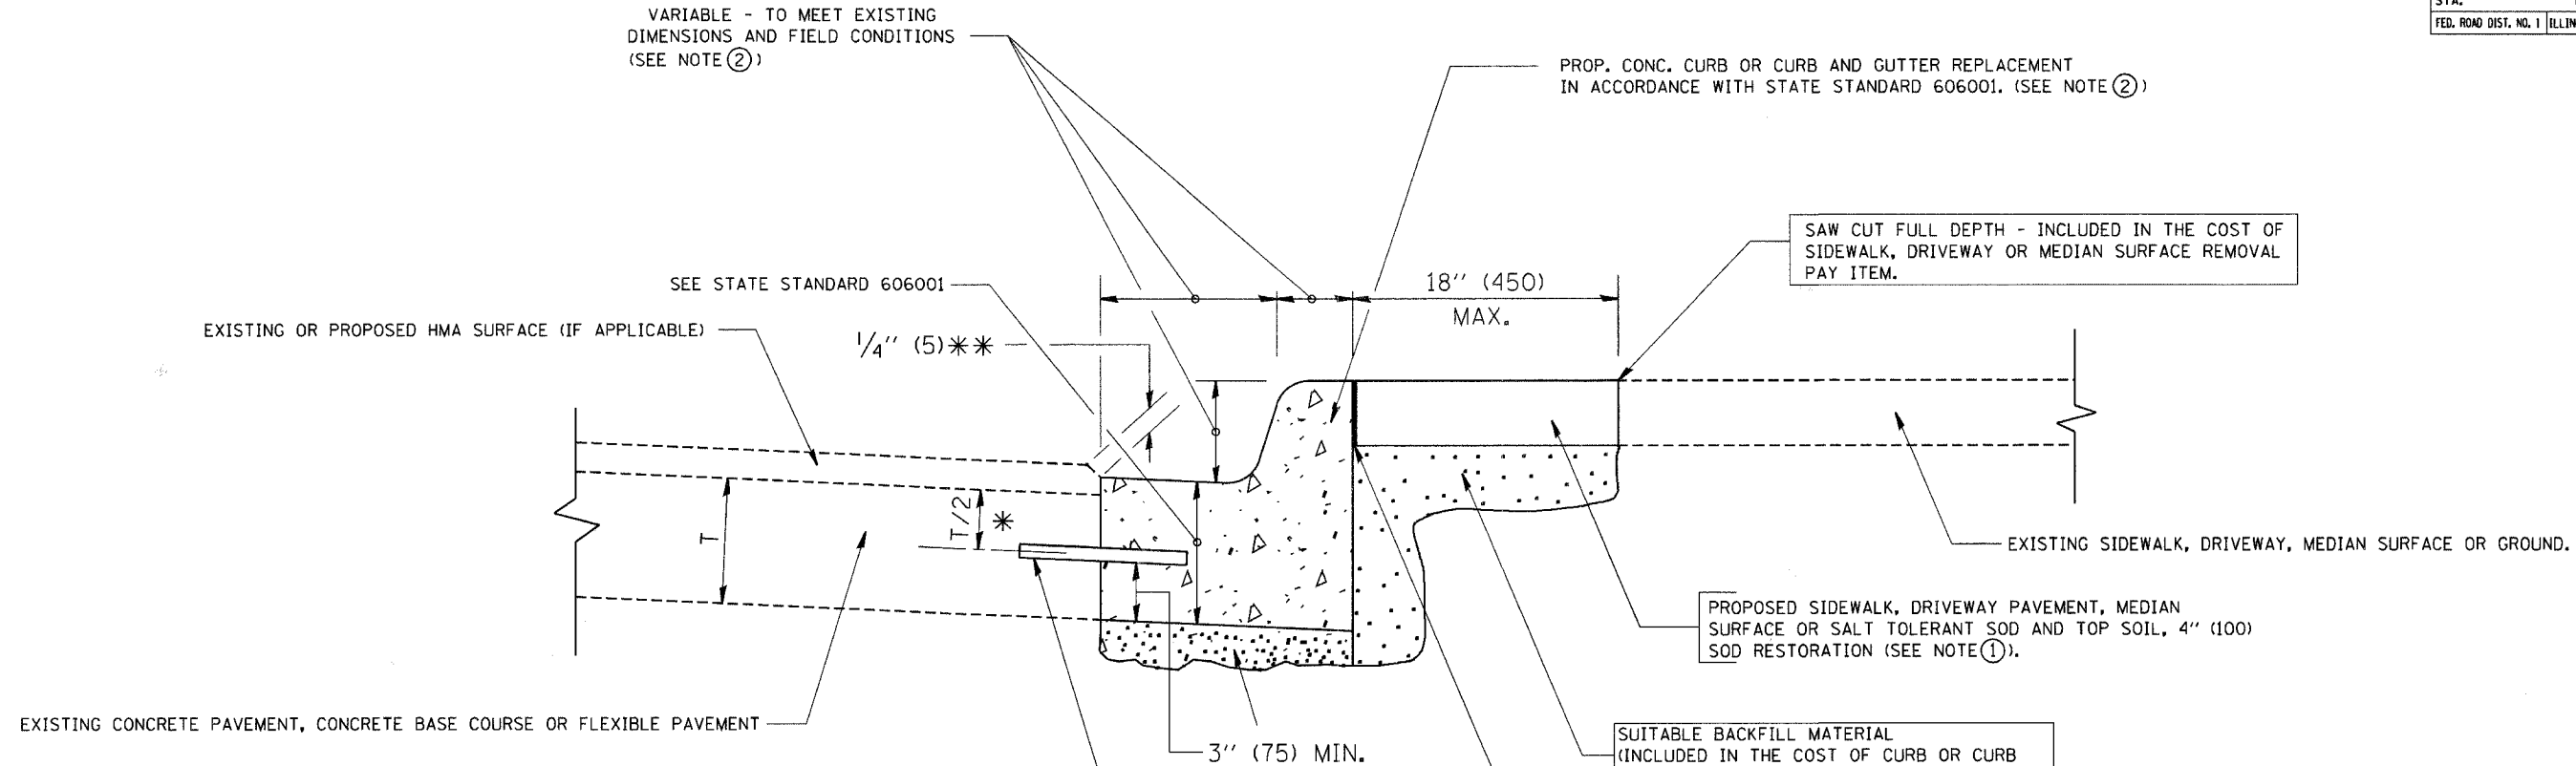 STA.
FED. ROAD DIST. NO. 1
VARIABLE - TO MEET EXISTING
DIMENSIONS AND FIELD CONDITIONS
(SEE NOTE 2)
PROP. CONC. CURB OR CURB AND GUTTER REPLACEMENT
IN ACCORDANCE WITH STATE STANDARD 606001. (SEE NOTE 2)
SAW CUT FULL DEPTH - INCLUDED IN THE COST OF
SIDEWALK, DRIVEWAY OR MEDIAN SURFACE REMOVAL
PAY ITEM.
SEE STATE STANDARD 606001
18'' (450)
MAX.
EXISTING OR PROPOSED HMA SURFACE (IF APPLICABLE)
1/4'' (5)**
T
T/2
*
EXISTING SIDEWALK, DRIVEWAY, MEDIAN SURFACE OR GROUND.
PROPOSED SIDEWALK, DRIVEWAY PAVEMENT, MEDIAN
SURFACE OR SALT TOLERANT SOD AND TOP SOIL, 4'' (100)
SOD RESTORATION (SEE NOTE 1).
EXISTING CONCRETE PAVEMENT, CONCRETE BASE COURSE OR FLEXIBLE PAVEMENT
3'' (75) MIN.
SUITABLE BACKFILL MATERIAL
(INCLUDED IN THE COST OF CURB OR CURB